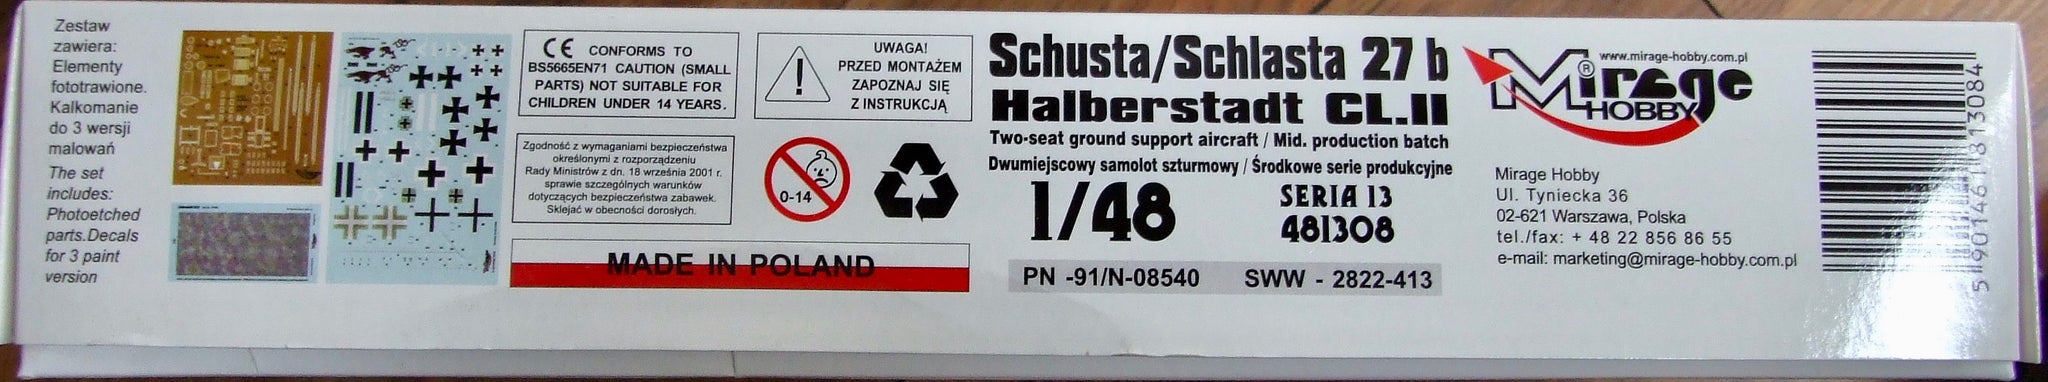 Zestaw
zawiera:
Elementy
fototrawione.
Kalkomanie
do 3 wersji
malowań
The set
includes:
Photoetched
parts.Decals
for 3 paint
version
CE CONFORMS TO
BS5665EN71 CAUTION (SMALL
PARTS) NOT SUITABLE FOR
CHILDREN UNDER 14 YEARS.
Zgodność z wymaganiami bezpieczeństwa
określonymi z rozporządzeniu
Rady Ministrów z dn. 18 września 2001 r.
sprawie szczególnych warunków
dotyczących bezpieczeństwa zabawek.
Sklejać w obecności dorosłych.
MADE IN POLAND
!
UWAGA!
PRZED MONTAŻEM
ZAPOZNAJ SIĘ
Z INSTRUKCJĄ
0-14
Schusta/Schlasta 27 b
Halberstadt CL.II
Two-seat ground support aircraft / Mid. production batch
Dwumiejscowy samolot szturmowy / Środkowe serie produkcyjne
1/48
SERIA 13
481308
PN -91/N-08540 SWW - 2822-413
www.mirage-hobby.com.pl
Mirage®
HOBBY
Mirage Hobby
Ul. Tyniecka 36
02-621 Warszawa, Polska
tel./fax: + 48 22 856 86 55
e-mail: marketing@mirage-hobby.com.pl
5 901461 813084